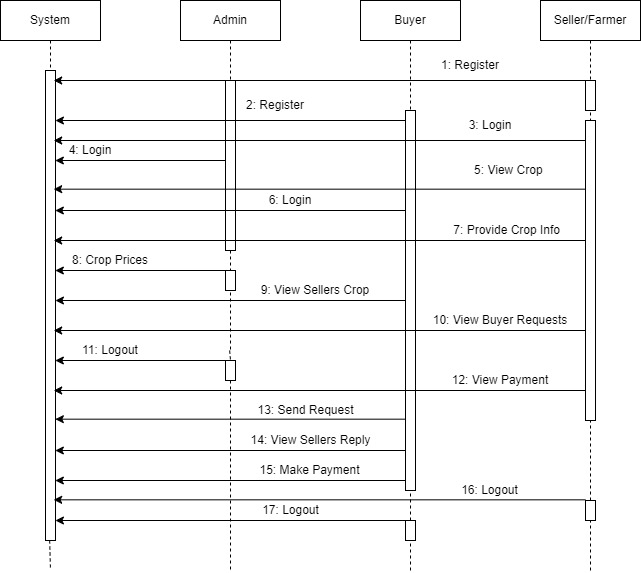 System
Admin
Buyer
Seller/Farmer
1: Register
2: Register
3: Login
4: Login
5: View Crop
6: Login
7: Provide Crop Info
8: Crop Prices
9: View Sellers Crop
10: View Buyer Requests
11: Logout
12: View Payment
13: Send Request
14: View Sellers Reply
15: Make Payment
16: Logout
17: Logout